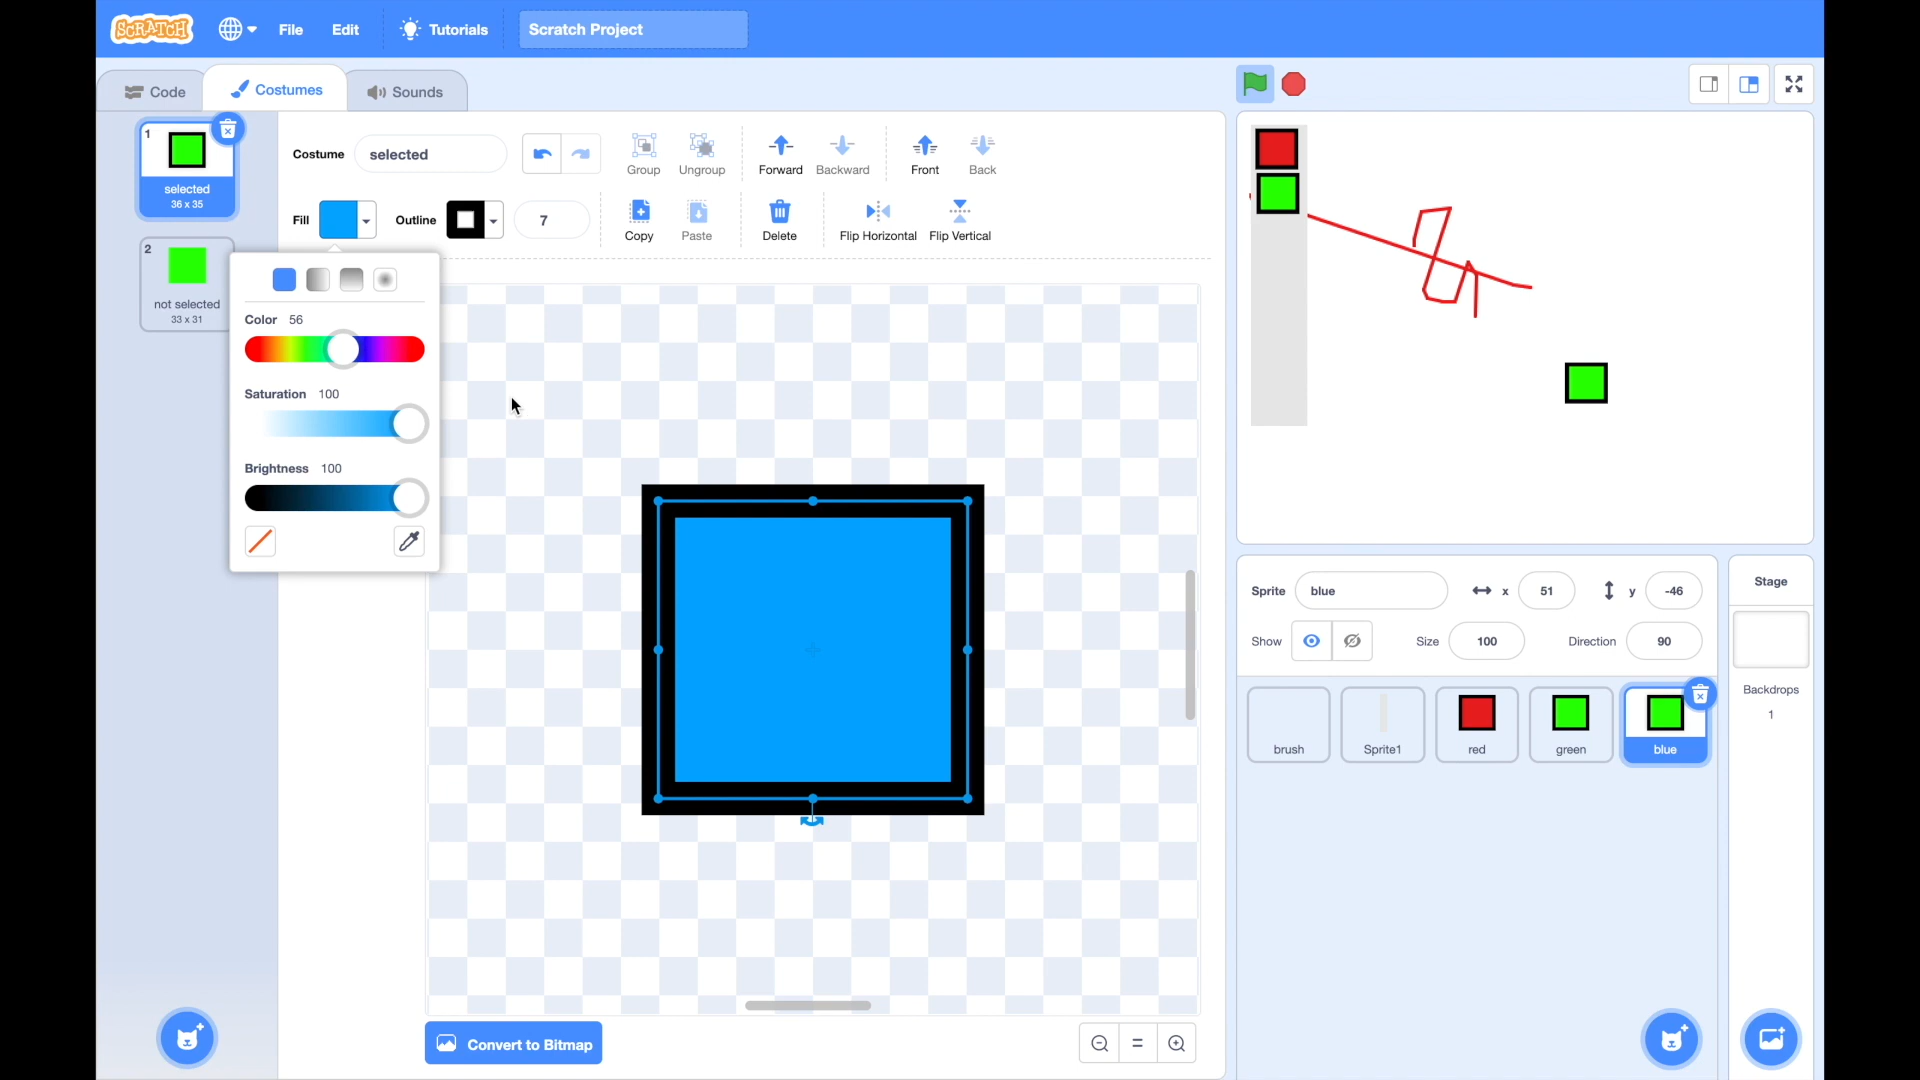 SCRATCH
File
Edit
Tutorials
Scratch Project
Code
Costumes
Sounds
1
selected
36 x 35
2
not selected
33 x 31
Costume
selected
Group
Ungroup
Forward
Backward
Front
Back
Fill
Outline
7
Copy
Paste
Delete
Flip Horizontal
Flip Vertical
Color 56
Saturation 100
Brightness 100
Convert to Bitmap
Sprite
blue
x
51
y
-46
Show
Size
100
Direction
90
brush
Sprite1
red
green
blue
Stage
Backdrops
1